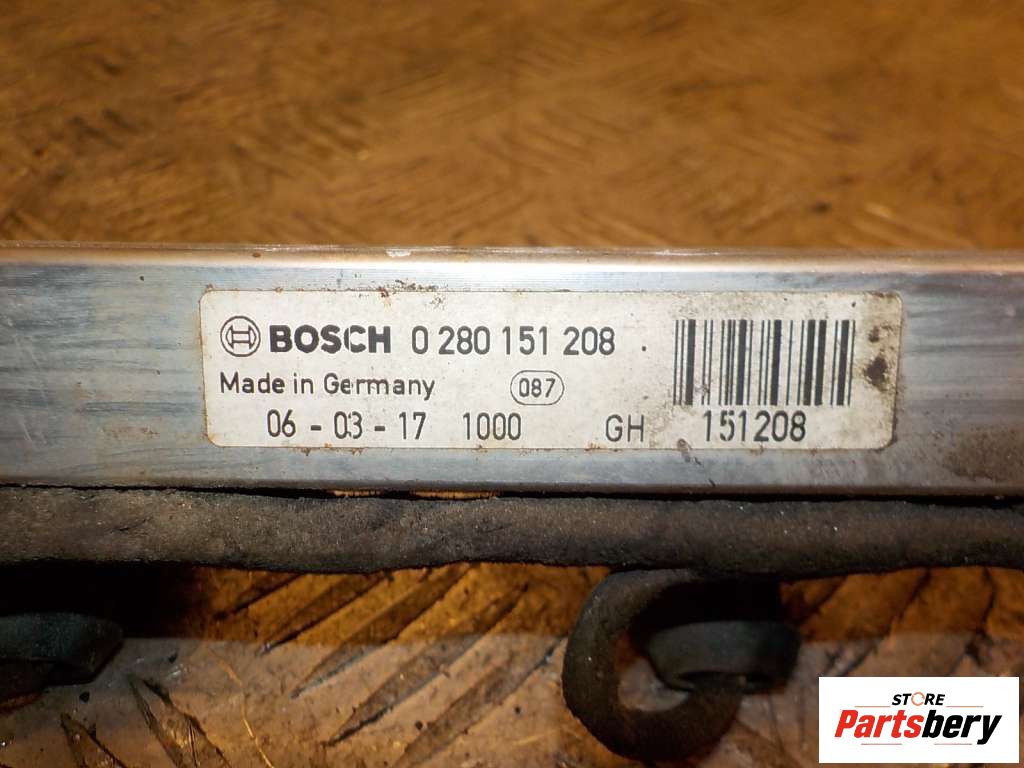 BOSCH 0 280 151 208
Made in Germany 087
06 - 03 - 17 1000 GH 151208
STORE
Partsbery